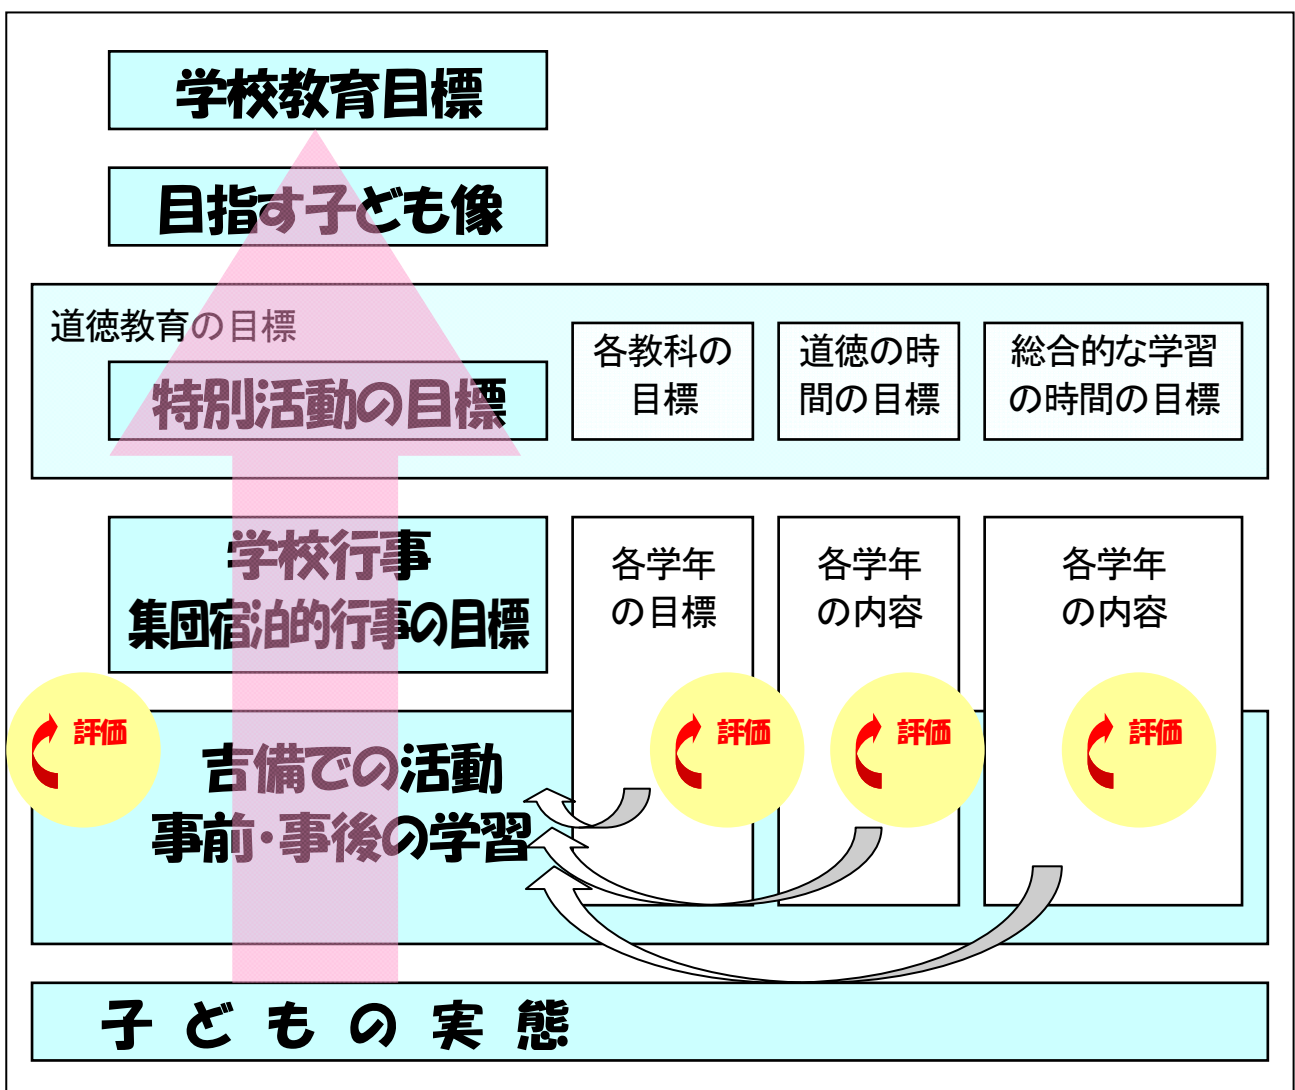 学校教育目標
目指す子ども像
道徳教育の目標
特別活動の目標
各教科の
目標
道徳の時
間の目標
総合的な学習
の時間の目標
学校行事
集団宿泊的行事の目標
各学年
の目標
各学年
の内容
各学年
の内容
評価
評価
評価
評価
吉備での活動
事前・事後の学習
子どもの実態